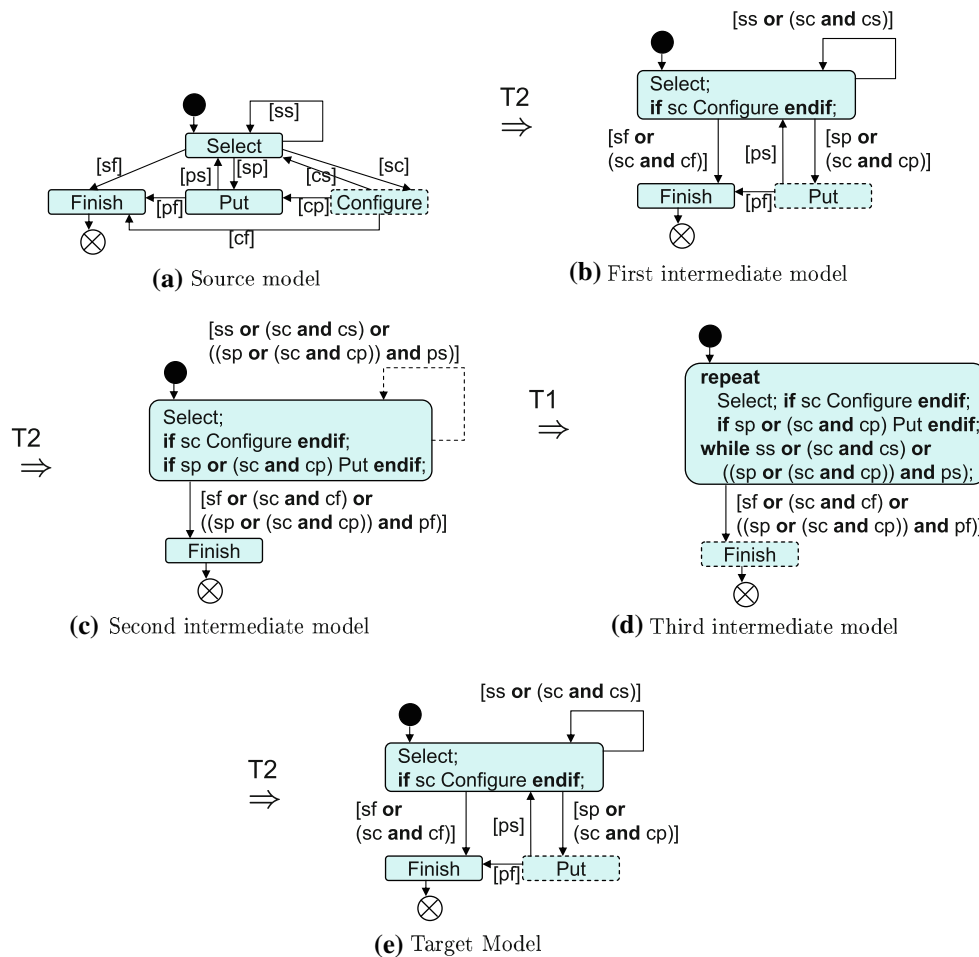 [ss]
Select
[sf]
[ps]
[sp]
[cs]
[sc]
Finish
Put
Configure
[pf]
[cp]
[cf]
(a) Source model
T2
⇒
[ss or (sc and cs)]
Select;
if sc Configure endif;
[sf or
(sc and cf)]
[ps]
[sp or
(sc and cp)]
Finish
[pf]
Put
(b) First intermediate model
T2
⇒
[ss or (sc and cs) or
((sp or (sc and cp)) and ps)]
Select;
if sc Configure endif;
if sp or (sc and cp) Put endif;
[sf or (sc and cf) or
((sp or (sc and cp)) and pf)]
Finish
(c) Second intermediate model
T1
⇒
repeat
Select; if sc Configure endif;
if sp or (sc and cp) Put endif;
while ss or (sc and cs) or
((sp or (sc and cp)) and ps);
[sf or (sc and cf) or
((sp or (sc and cp)) and pf)]
Finish
(d) Third intermediate model
T2
⇒
[ss or (sc and cs)]
Select;
if sc Configure endif;
[sf or
(sc and cf)]
[ps]
[sp or
(sc and cp)]
Finish
[pf]
Put
(e) Target Model